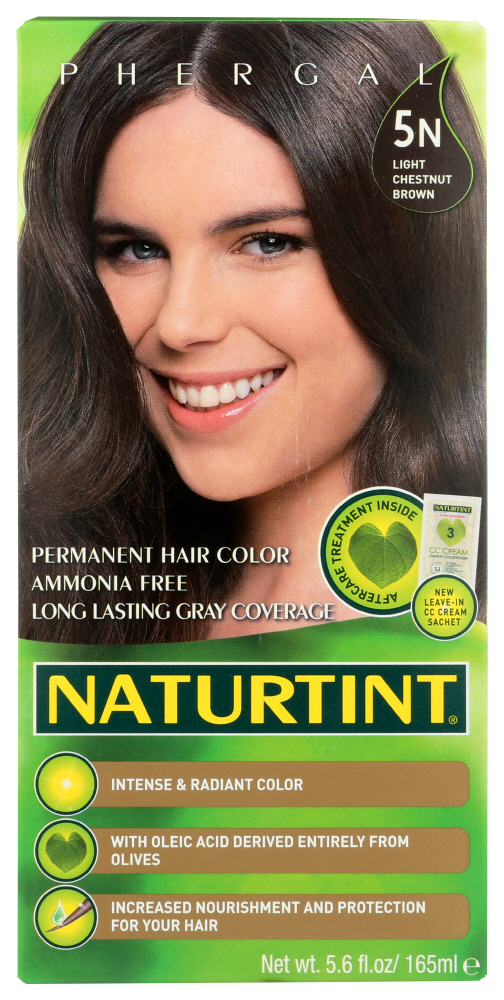 PHERGAL
5N
LIGHT
CHESTNUT
BROWN
PERMANENT HAIR COLOR
AMMONIA FREE
LONG LASTING GRAY COVERAGE
AFTERCARE TREATMENT INSIDE
NATURTINT
3
CC CREAM
NEW
LEAVE-IN
CC CREAM
SACHET
NATURTINT®
INTENSE & RADIANT COLOR
WITH OLEIC ACID DERIVED ENTIRELY FROM
OLIVES
INCREASED NOURISHMENT AND PROTECTION
FOR YOUR HAIR
Net wt. 5.6 fl.oz/ 165ml ℮